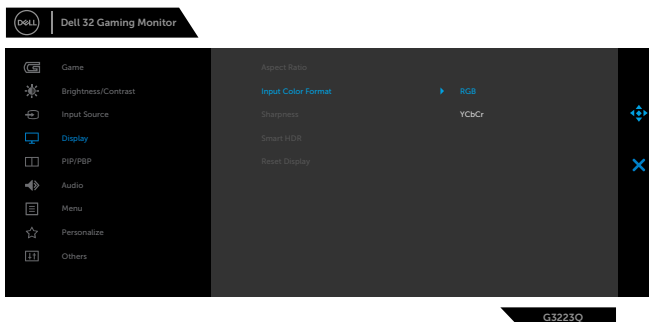 DELL
Dell 32 Gaming Monitor
Game
Aspect Ratio
Brightness/Contrast
Input Color Format
RGB
Input Source
Sharpness
YCbCr
Display
Smart HDR
PIP/PBP
Reset Display
Audio
Menu
Personalize
Others
G3223Q